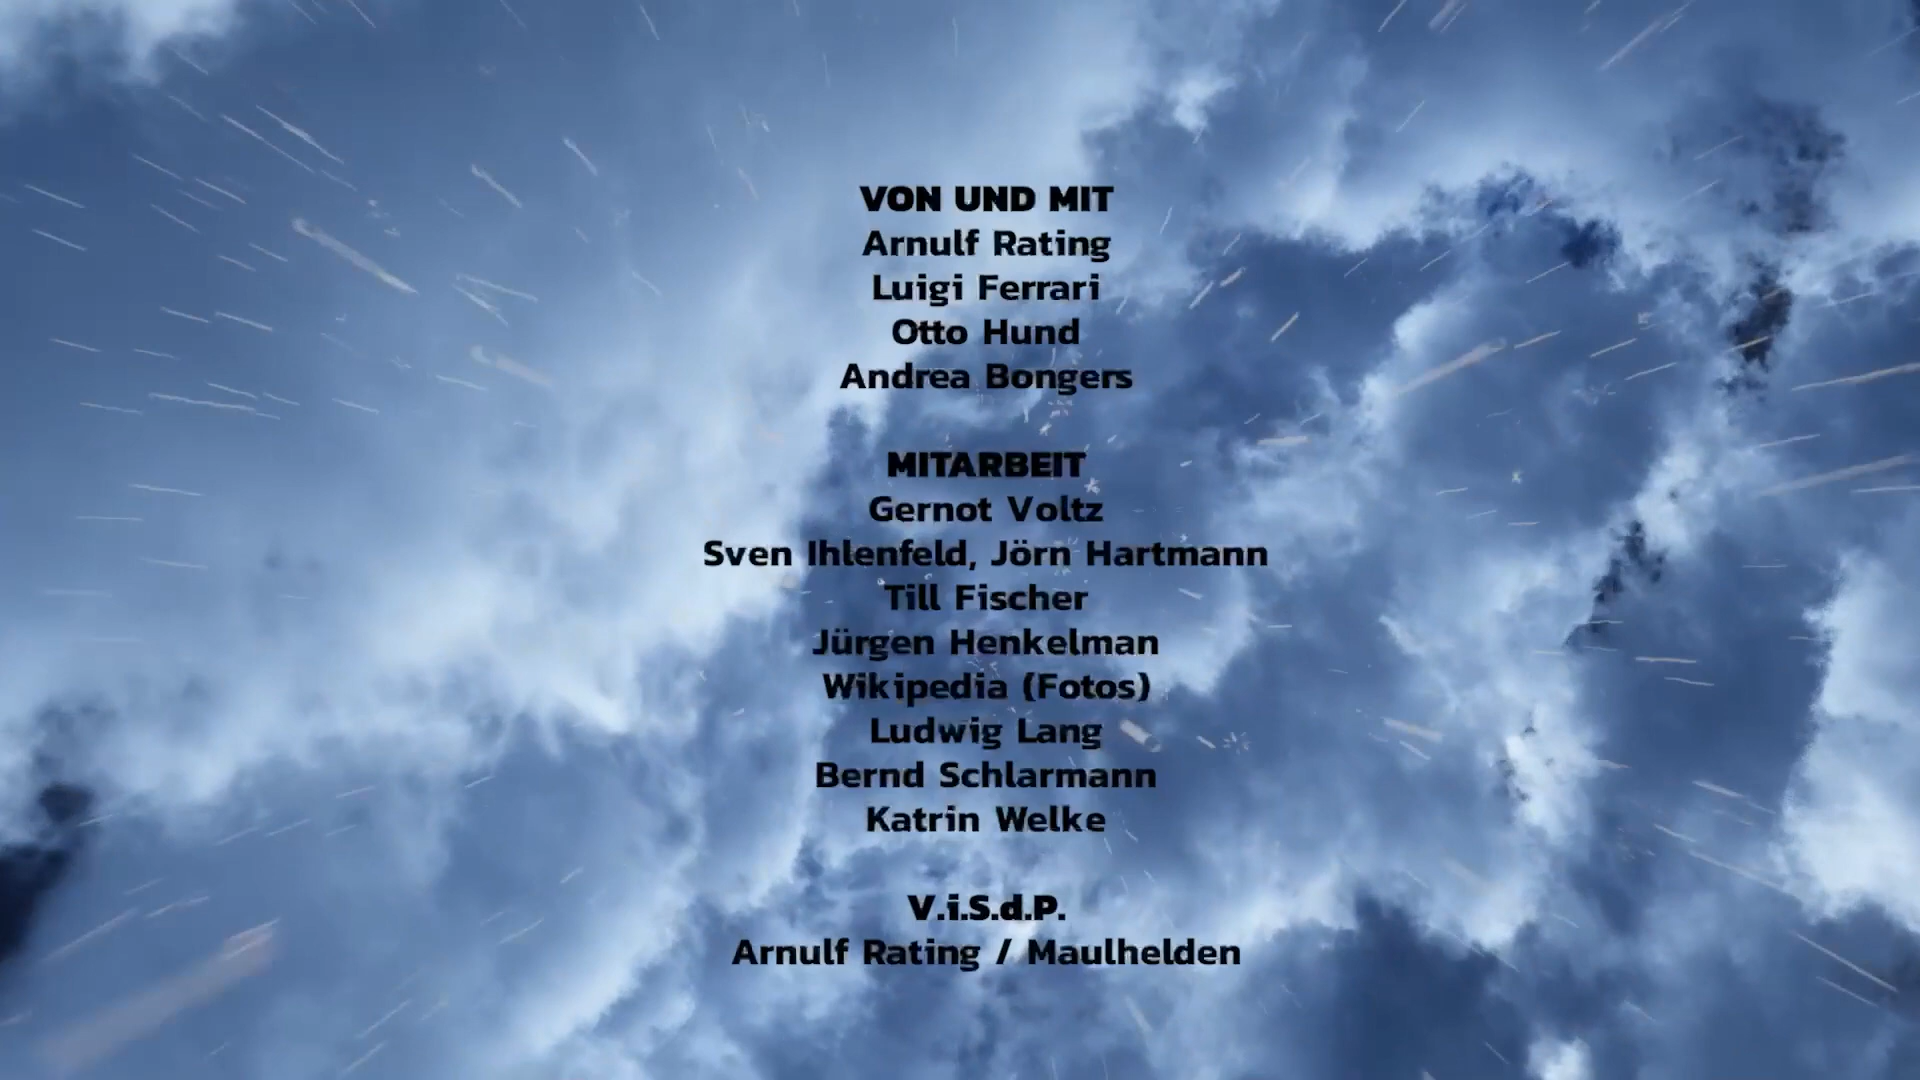 VON UND MIT
Arnulf Rating
Luigi Ferrari
Otto Hund
Andrea Bongers
MITARBEIT
Gernot Voltz
Sven Ihlenfeld, Jörn Hartmann
Till Fischer
Jürgen Henkelman
Wikipedia (Fotos)
Ludwig Lang
Bernd Schlarmann
Katrin Welke
V.i.S.d.P.
Arnulf Rating / Maulhelden